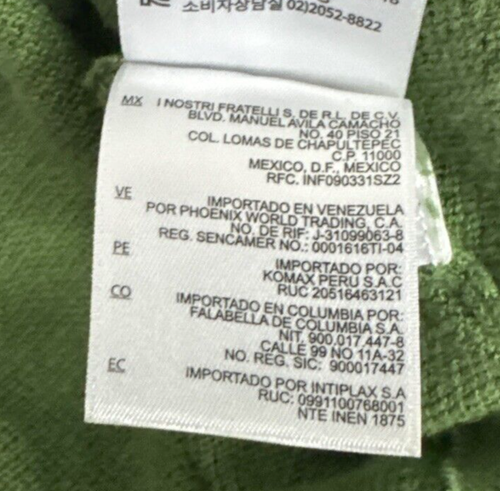 소비자상담실 02)2052-8822
MX I NOSTRI FRATELLI S. DE R.L. DE C.V.
BLVD. MANUEL AVILA CAMACHO
NO. 40 PISO 21
COL. LOMAS DE CHAPULTEPEC
C.P. 11000
MEXICO, D.F., MEXICO
RFC. INF090331SZ2
VE IMPORTADO EN VENEZUELA
POR PHOENIX WORLD TRADING, C.A.
NO. DE RIF: J-31099063-8
REG. SENCAMER NO.: 0001616TI-04
PE IMPORTADO POR:
KOMAX PERU S.A.C
RUC 20516463121
CO IMPORTADO EN COLUMBIA POR:
FALABELLA DE COLUMBIA S.A.
NIT. 900.017.447-8
CALLE 99 NO 11A-32
NO. REG. SIC: 900017447
EC IMPORTADO POR INTIPLAX S.A
RUC: 0991100768001
NTE INEN 1875